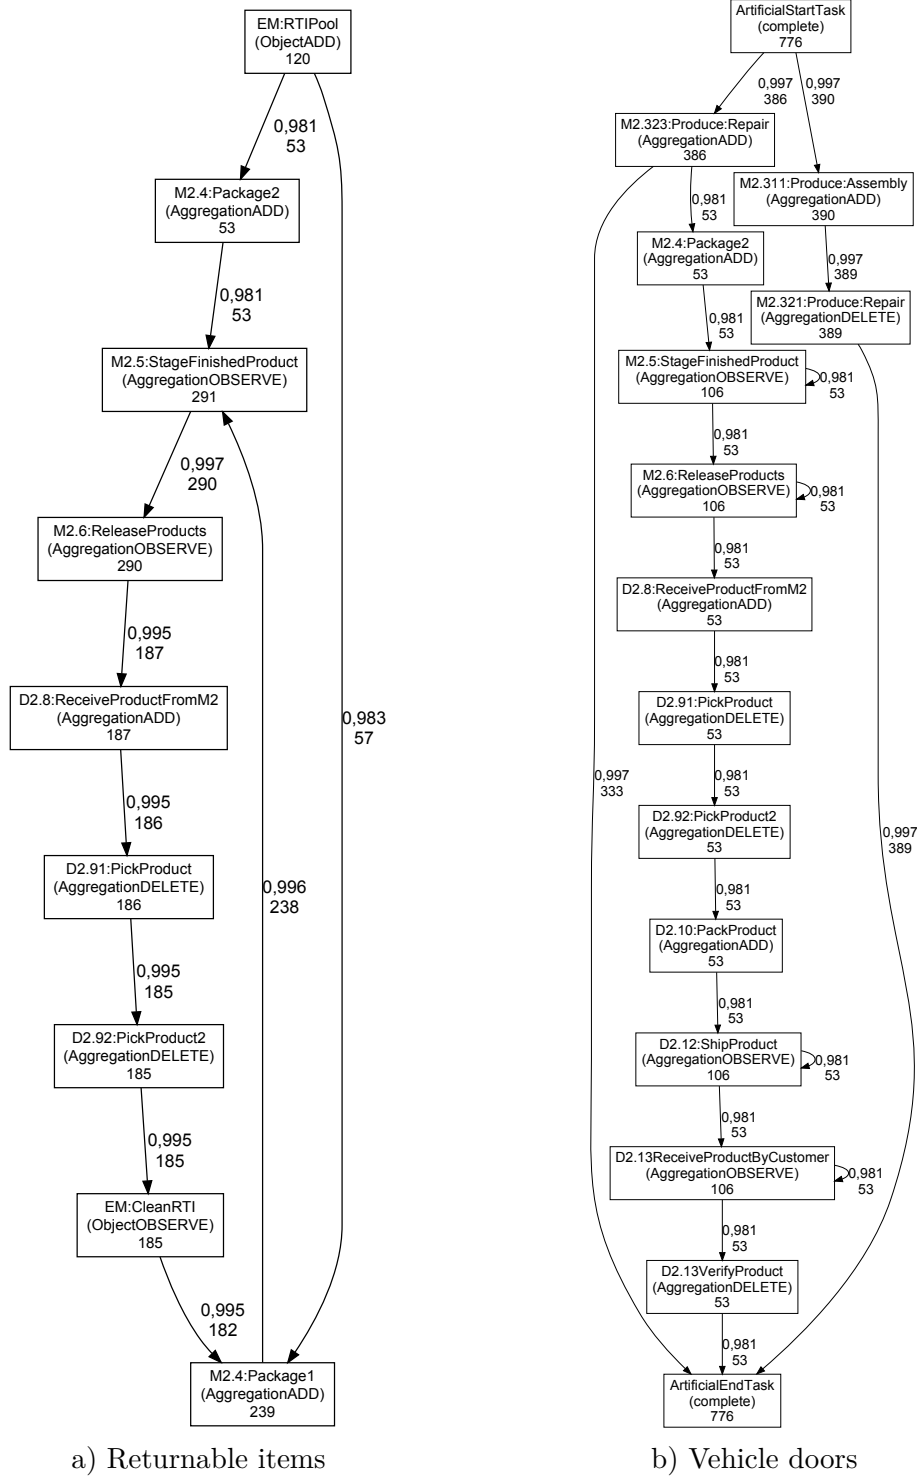 EM:RTIPool
(ObjectADD)
120
0,981
53
M2.4:Package2
(AggregationADD)
53
0,981
53
M2.5:StageFinishedProduct
(AggregationOBSERVE)
291
0,997
290
M2.6:ReleaseProducts
(AggregationOBSERVE)
290
0,995
187
D2.8:ReceiveProductFromM2
(AggregationADD)
187
0,983
57
0,995
186
D2.91:PickProduct
(AggregationDELETE)
186
0,996
238
0,995
185
D2.92:PickProduct2
(AggregationDELETE)
185
0,995
185
EM:CleanRTI
(ObjectOBSERVE)
185
0,995
182
M2.4:Package1
(AggregationADD)
239
a) Returnable items
ArtificialStartTask
(complete)
776
0,997
386
0,997
390
M2.323:Produce:Repair
(AggregationADD)
386
M2.311:Produce:Assembly
(AggregationADD)
390
0,981
53
M2.4:Package2
(AggregationADD)
53
0,997
389
M2.321:Produce:Repair
(AggregationDELETE)
389
0,981
53
M2.5:StageFinishedProduct
(AggregationOBSERVE)
106
0,981
53
0,981
53
M2.6:ReleaseProducts
(AggregationOBSERVE)
106
0,981
53
0,981
53
D2.8:ReceiveProductFromM2
(AggregationADD)
53
0,981
53
D2.91:PickProduct
(AggregationDELETE)
53
0,997
333
0,981
53
D2.92:PickProduct2
(AggregationDELETE)
53
0,997
389
0,981
53
D2.10:PackProduct
(AggregationADD)
53
0,981
53
D2.12:ShipProduct
(AggregationOBSERVE)
106
0,981
53
0,981
53
D2.13ReceiveProductByCustomer
(AggregationOBSERVE)
106
0,981
53
0,981
53
D2.13VerifyProduct
(AggregationDELETE)
53
0,981
53
ArtificialEndTask
(complete)
776
b) Vehicle doors